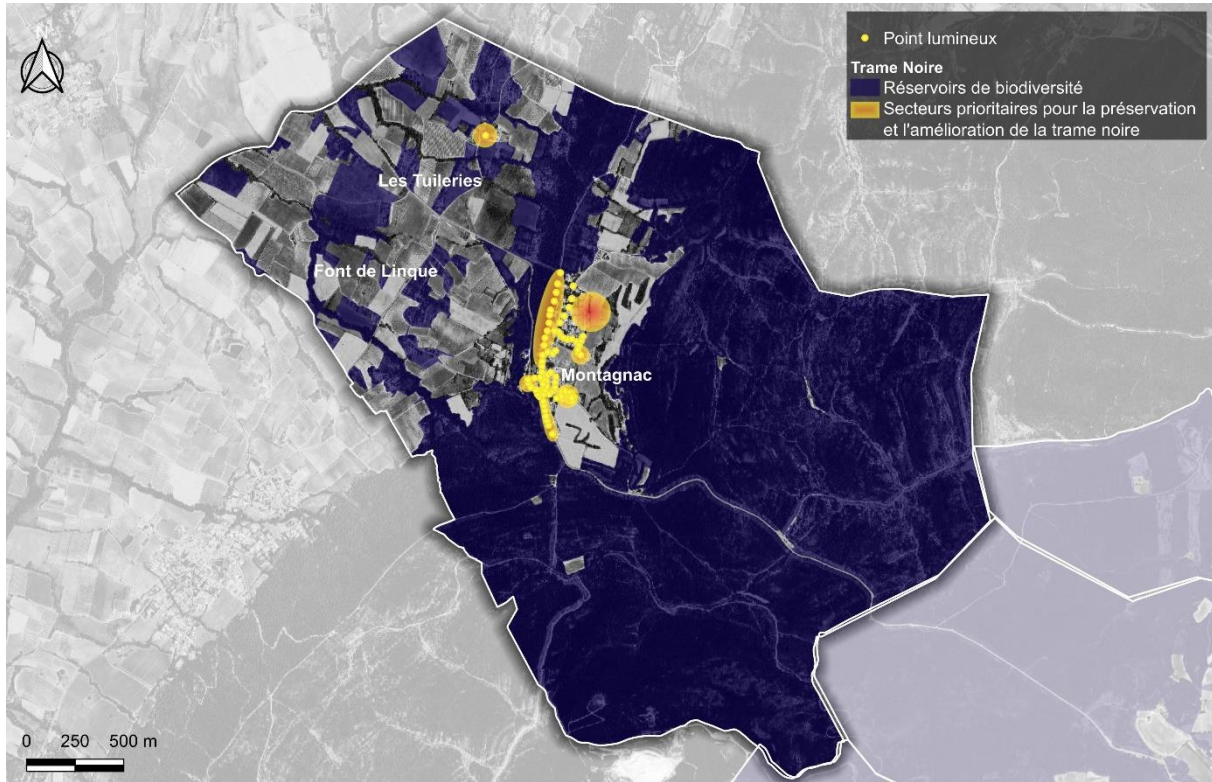 Point lumineux
Trame Noire
Réservoirs de biodiversité
Secteurs prioritaires pour la préservation
et l'amélioration de la trame noire
Les Tuileries
Font de Linque
Montagnac
0 250 500 m